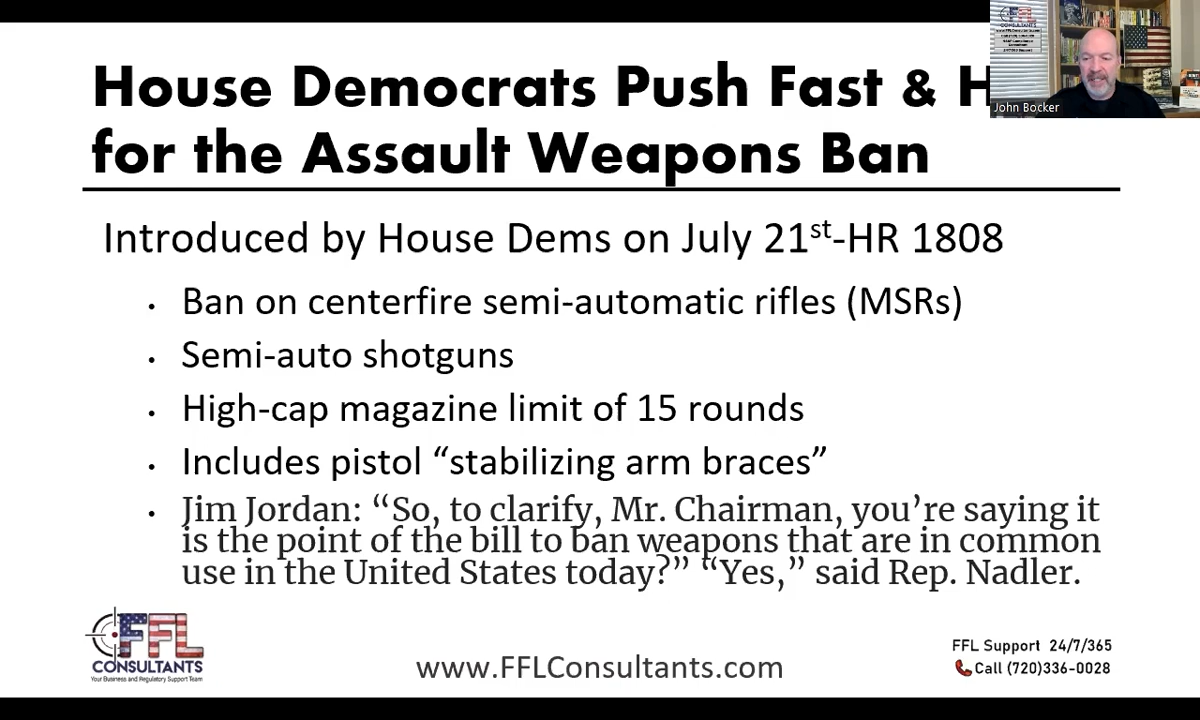 House Democrats Push Fast & H
for the Assault Weapons Ban
John Bocker
Introduced by House Dems on July 21st-HR 1808
• Ban on centerfire semi-automatic rifles (MSRs)
• Semi-auto shotguns
• High-cap magazine limit of 15 rounds
• Includes pistol “stabilizing arm braces”
• Jim Jordan: “So, to clarify, Mr. Chairman, you’re saying it
is the point of the bill to ban weapons that are in common
use in the United States today?” “Yes,” said Rep. Nadler.
FFL
CONSULTANTS
Your Business and Regulatory Support Team
www.FFLConsultants.com
FFL Support 24/7/365
Call (720)336-0028